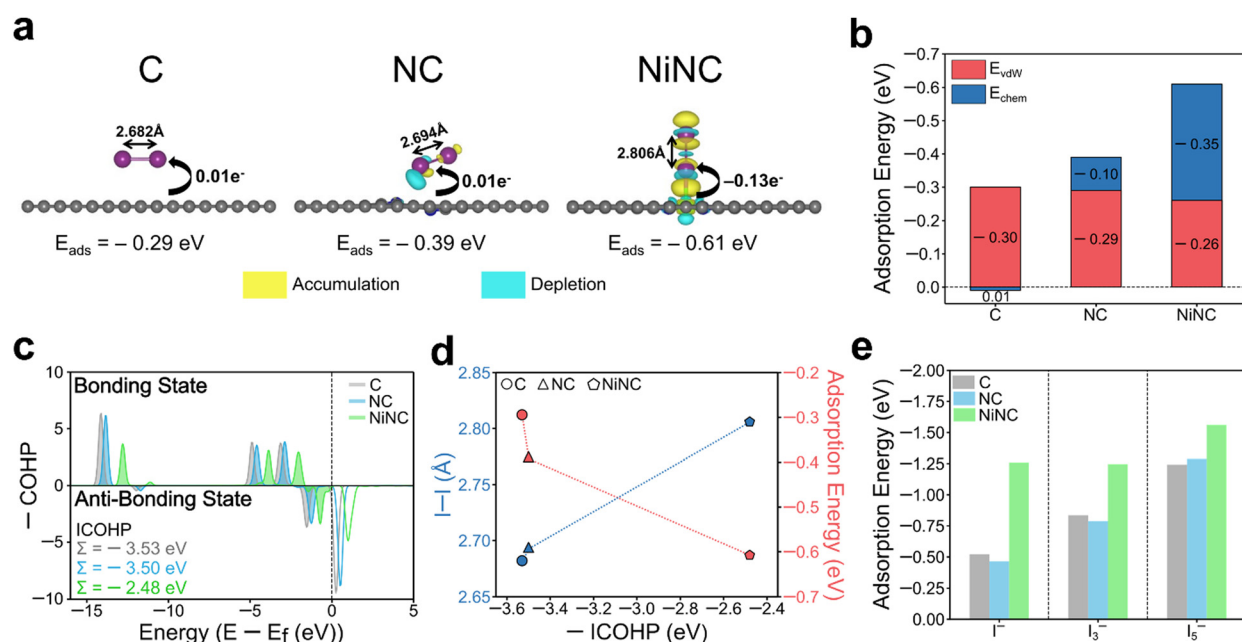 a
C
NC
NiNC
2.682Å
2.694Å
2.806Å
0.01e-
0.01e-
−0.13e-
Eads = − 0.29 eV
Eads = − 0.39 eV
Eads = − 0.61 eV
Accumulation
Depletion
b
EvdW
Echem
Adsorption Energy (eV)
−0.7
−0.6
−0.5
−0.4
−0.3
−0.2
−0.1
0.0
− 0.30
0.01
− 0.10
− 0.29
− 0.35
− 0.26
C
NC
NiNC
c
Bonding State
C
NC
NiNC
Anti-Bonding State
ICOHP
Σ = − 3.53 eV
Σ = − 3.50 eV
Σ = − 2.48 eV
− COHP
10
5
0
−5
−10
−15
−10
−5
0
5
Energy (E − Ef (eV))
d
C
NC
NiNC
I−I (Å)
2.85
2.80
2.75
2.70
2.65
Adsorption Energy (eV)
−0.2
−0.3
−0.4
−0.5
−0.6
−0.7
−3.6
−3.4
−3.2
−3.0
−2.8
−2.6
−2.4
− ICOHP (eV)
e
C
NC
NiNC
Adsorption Energy (eV)
−2.00
−1.75
−1.50
−1.25
−1.00
−0.75
−0.50
−0.25
0.00
I−
I3−
I5−